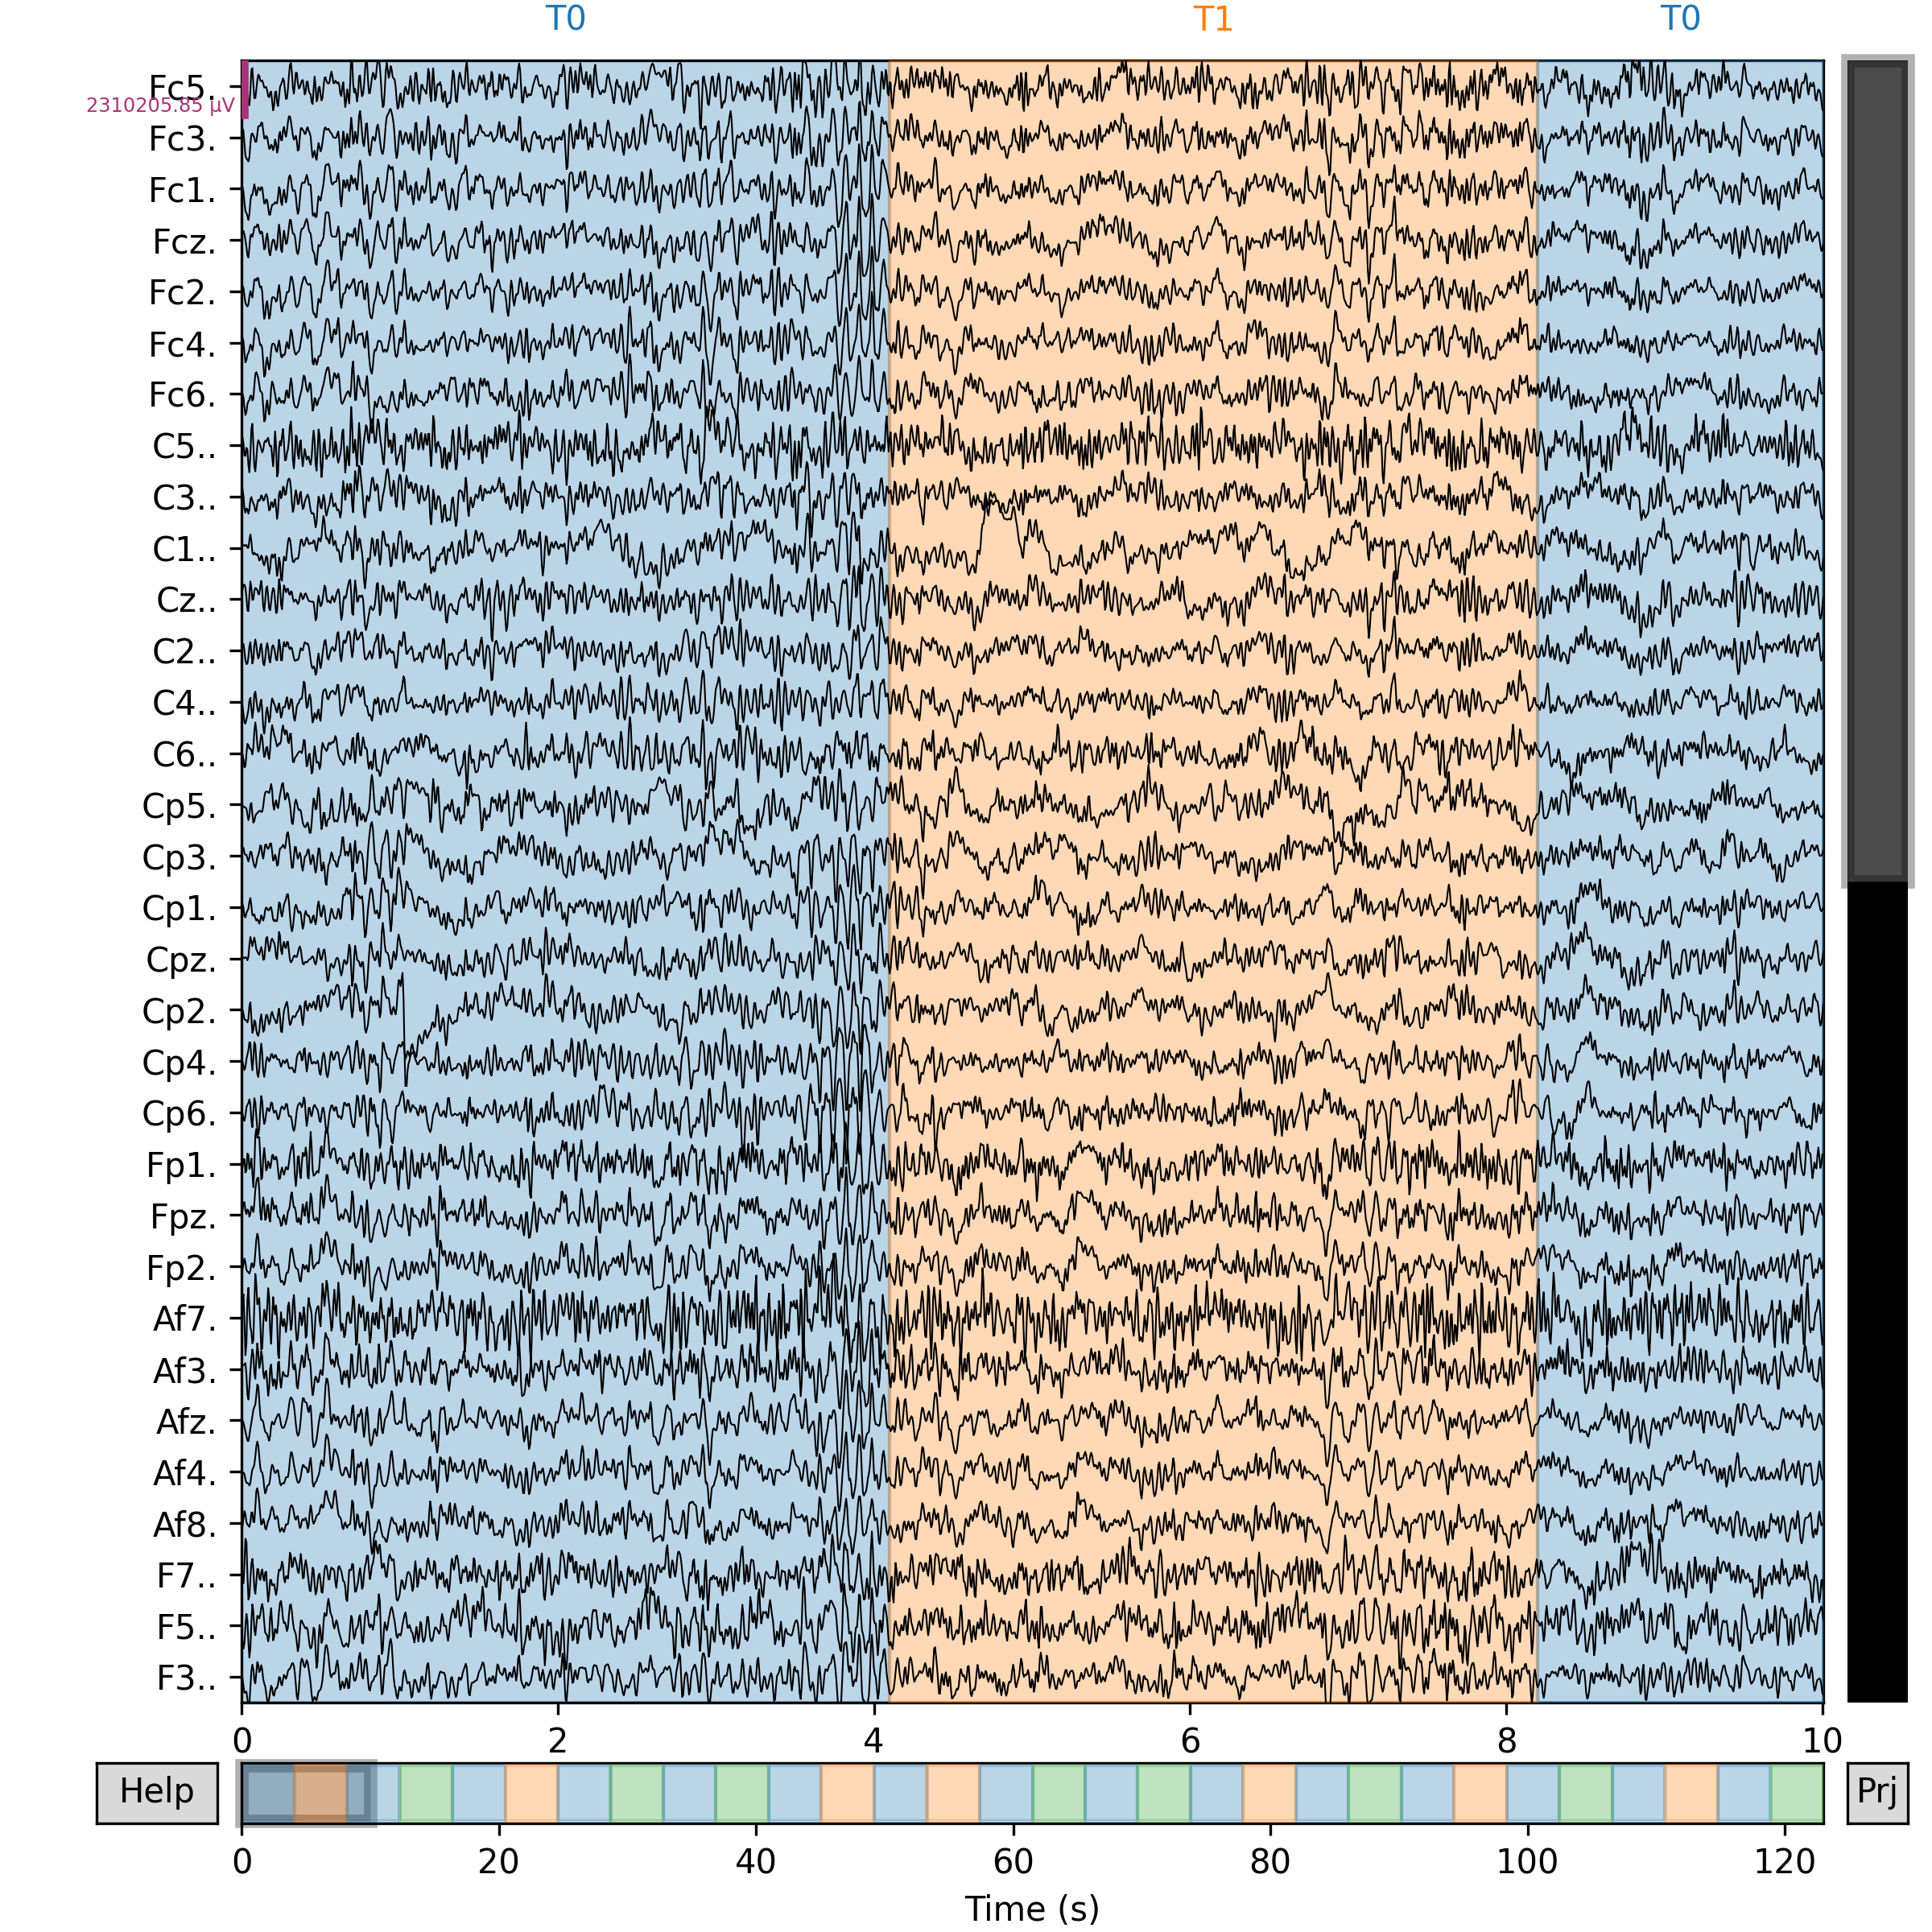 T0 T1 T0
Fc5.
2310205.85 µV
Fc3.
Fc1.
Fcz.
Fc2.
Fc4.
Fc6.
C5..
C3..
C1..
Cz..
C2..
C4..
C6..
Cp5.
Cp3.
Cp1.
Cpz.
Cp2.
Cp4.
Cp6.
Fp1.
Fpz.
Fp2.
Af7.
Af3.
Afz.
Af4.
Af8.
F7..
F5..
F3..
0 2 4 6 8 10
Help Prj
0 20 40 60 80 100 120
Time (s)